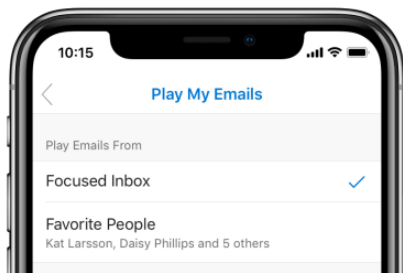 10:15
Play My Emails
Play Emails From
Focused Inbox
Favorite People
Kat Larsson, Daisy Phillips and 5 others